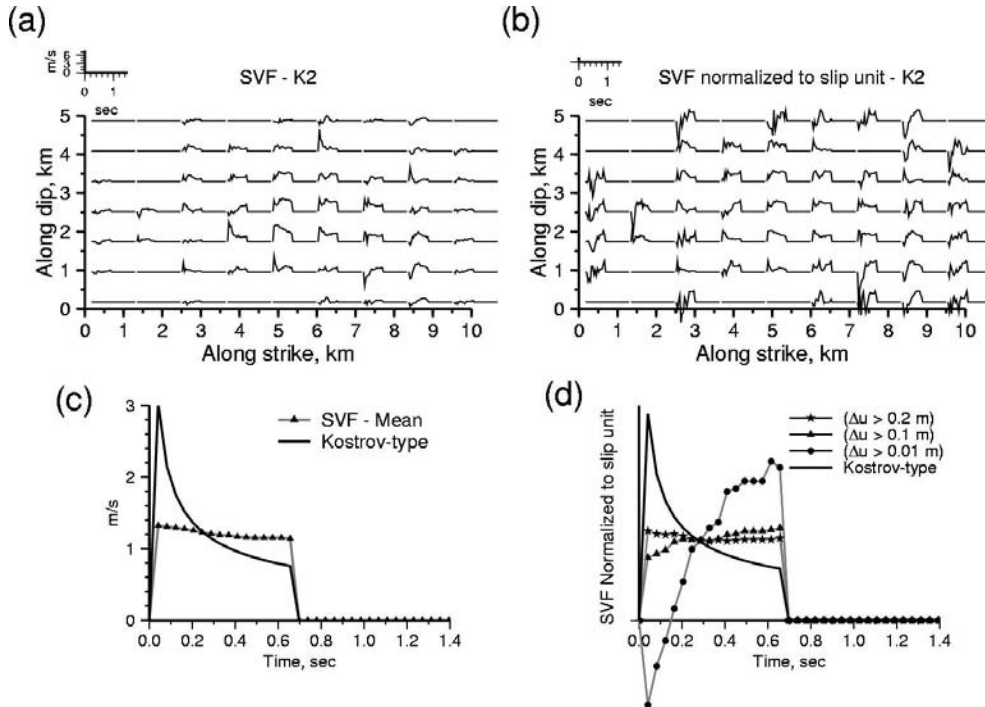 (a)
m/s
6
3
0
0 1
sec
SVF - K2
Along dip, km
5
4
3
2
1
0
0 1 2 3 4 5 6 7 8 9 10
Along strike, km
(b)
0 1
sec
SVF normalized to slip unit - K2
Along dip, km
5
4
3
2
1
0
0 1 2 3 4 5 6 7 8 9 10
Along strike, km
(c)
SVF - Mean
Kostrov-type
m/s
3
2
1
0
0.0 0.2 0.4 0.6 0.8 1.0 1.2 1.4
Time, sec
(d)
(Δu > 0.2 m)
(Δu > 0.1 m)
(Δu > 0.01 m)
Kostrov-type
SVF Normalized to slip unit
0.0 0.2 0.4 0.6 0.8 1.0 1.2 1.4
Time, sec